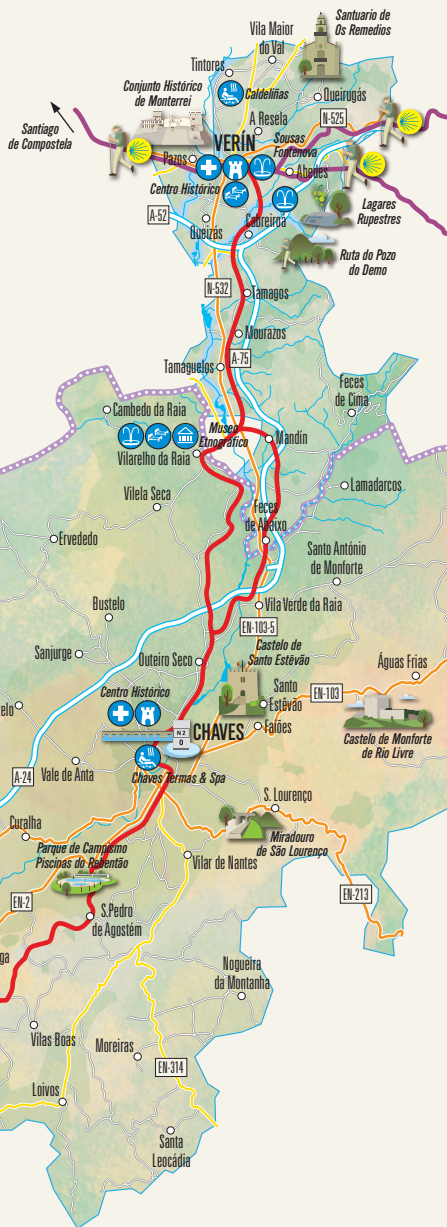 Vila Maior
do Val
Santuario de
Os Remedios
Tintores
Caldeliñas
Queirugás
Conjunto Histórico
de Monterrei
A Resela
N-525
Santiago
de Compostela
VERÍN
Sousas
Fontenova
Pazos
Abedes
Centro Histórico
Lagares
Rupestres
A-52
Queizás
Cabreiroá
Ruta do Pozo
do Demo
N-532
Tamagos
Mourazos
A-75
Tamaguelos
Feces
de Cima
Cambedo da Raia
Museo
Etnográfico
Mandín
Vilarelho da Raia
Lamadarcos
Vilela Seca
Feces
de Abaixo
Ervededo
Santo António
de Monforte
Bustelo
Vila Verde da Raia
EN-103-5
Sanjurge
Outeiro Seco
Castelo de
Santo Estêvão
Águas Frias
Centro Histórico
Santo
Estêvão
EN-103
elo
N2
0
CHAVES
Faiões
Castelo de Monforte
de Rio Livre
A-24
Vale de Anta
Chaves Termas & Spa
S. Lourenço
Curalha
Parque de Campismo
Piscinas do Rebentão
Miradouro
de São Lourenço
Vilar de Nantes
EN-2
EN-213
S.Pedro
de Agostém
ga
Nogueira
da Montanha
Vilas Boas
Moreiras
EN-314
Loivos
Santa
Leocádia